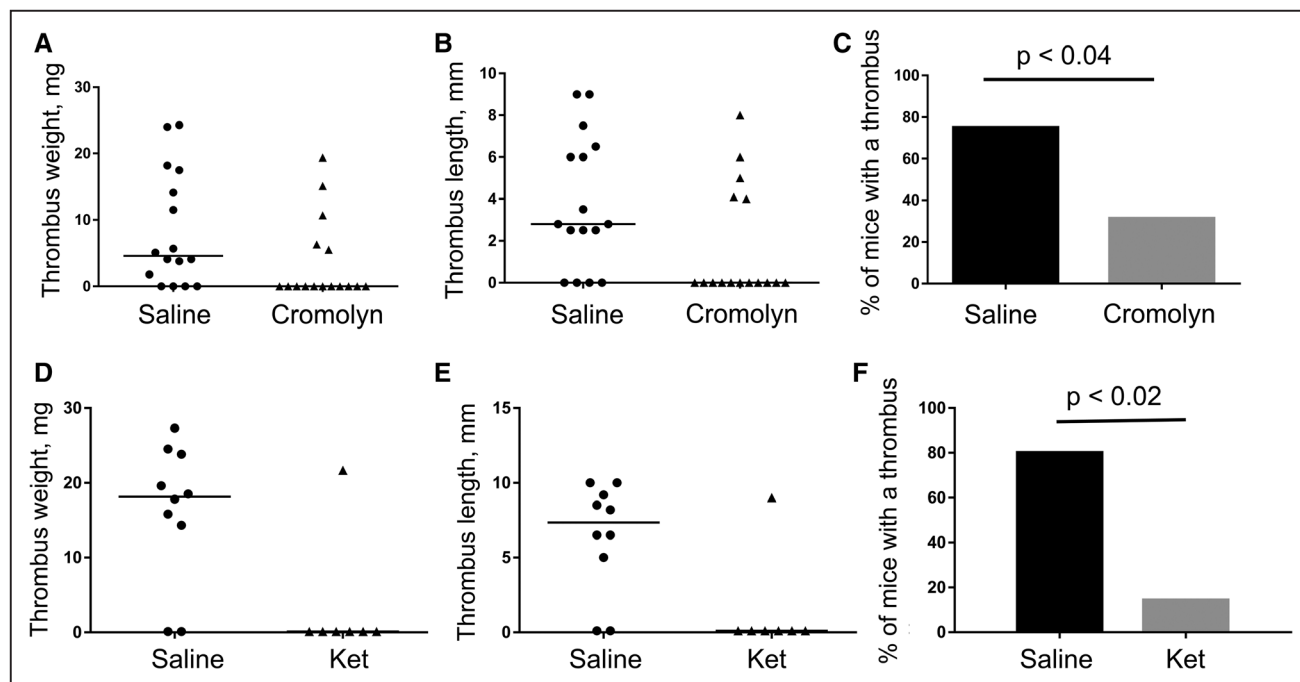 A
Thrombus weight, mg
30
20
10
0
Saline
Cromolyn
B
Thrombus length, mm
10
8
6
4
2
0
Saline
Cromolyn
C
% of mice with a thrombus
p < 0.04
100
80
60
40
20
0
Saline
Cromolyn
D
Thrombus weight, mg
30
20
10
0
Saline
Ket
E
Thrombus length, mm
15
10
5
0
Saline
Ket
F
% of mice with a thrombus
p < 0.02
100
80
60
40
20
0
Saline
Ket